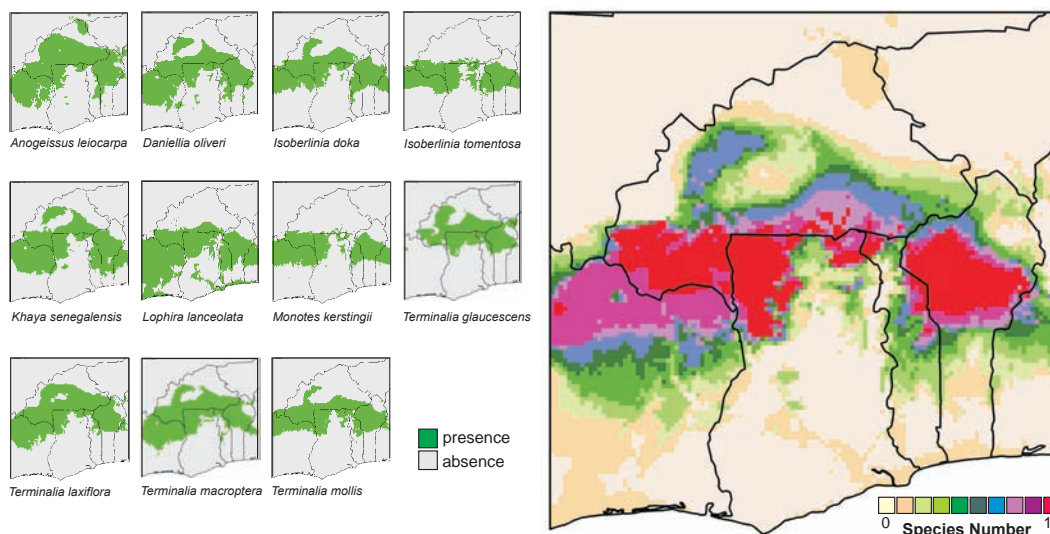 Anogeissus leiocarpa
Daniellia oliveri
Isoberlinia doka
Isoberlinia tomentosa
Khaya senegalensis
Lophira lanceolata
Monotes kerstingii
Terminalia glaucescens
Terminalia laxiflora
Terminalia macroptera
Terminalia mollis
presence
absence
0
Species Number
1